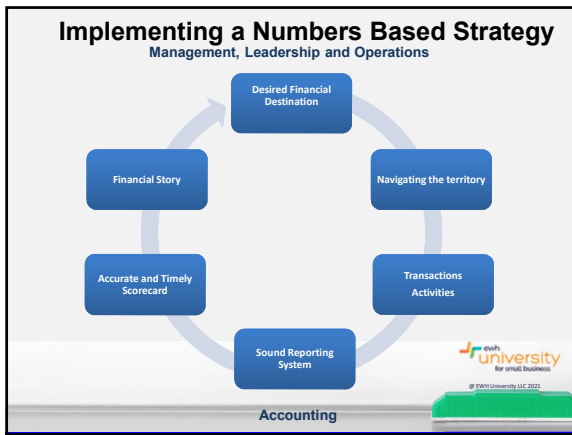 Implementing a Numbers Based Strategy
Management, Leadership and Operations
Desired Financial
Destination
Navigating the territory
Transactions
Activities
Sound Reporting
System
Accurate and Timely
Scorecard
Financial Story
ewh
university
for small business
@ EWH University LLC 2021
Accounting